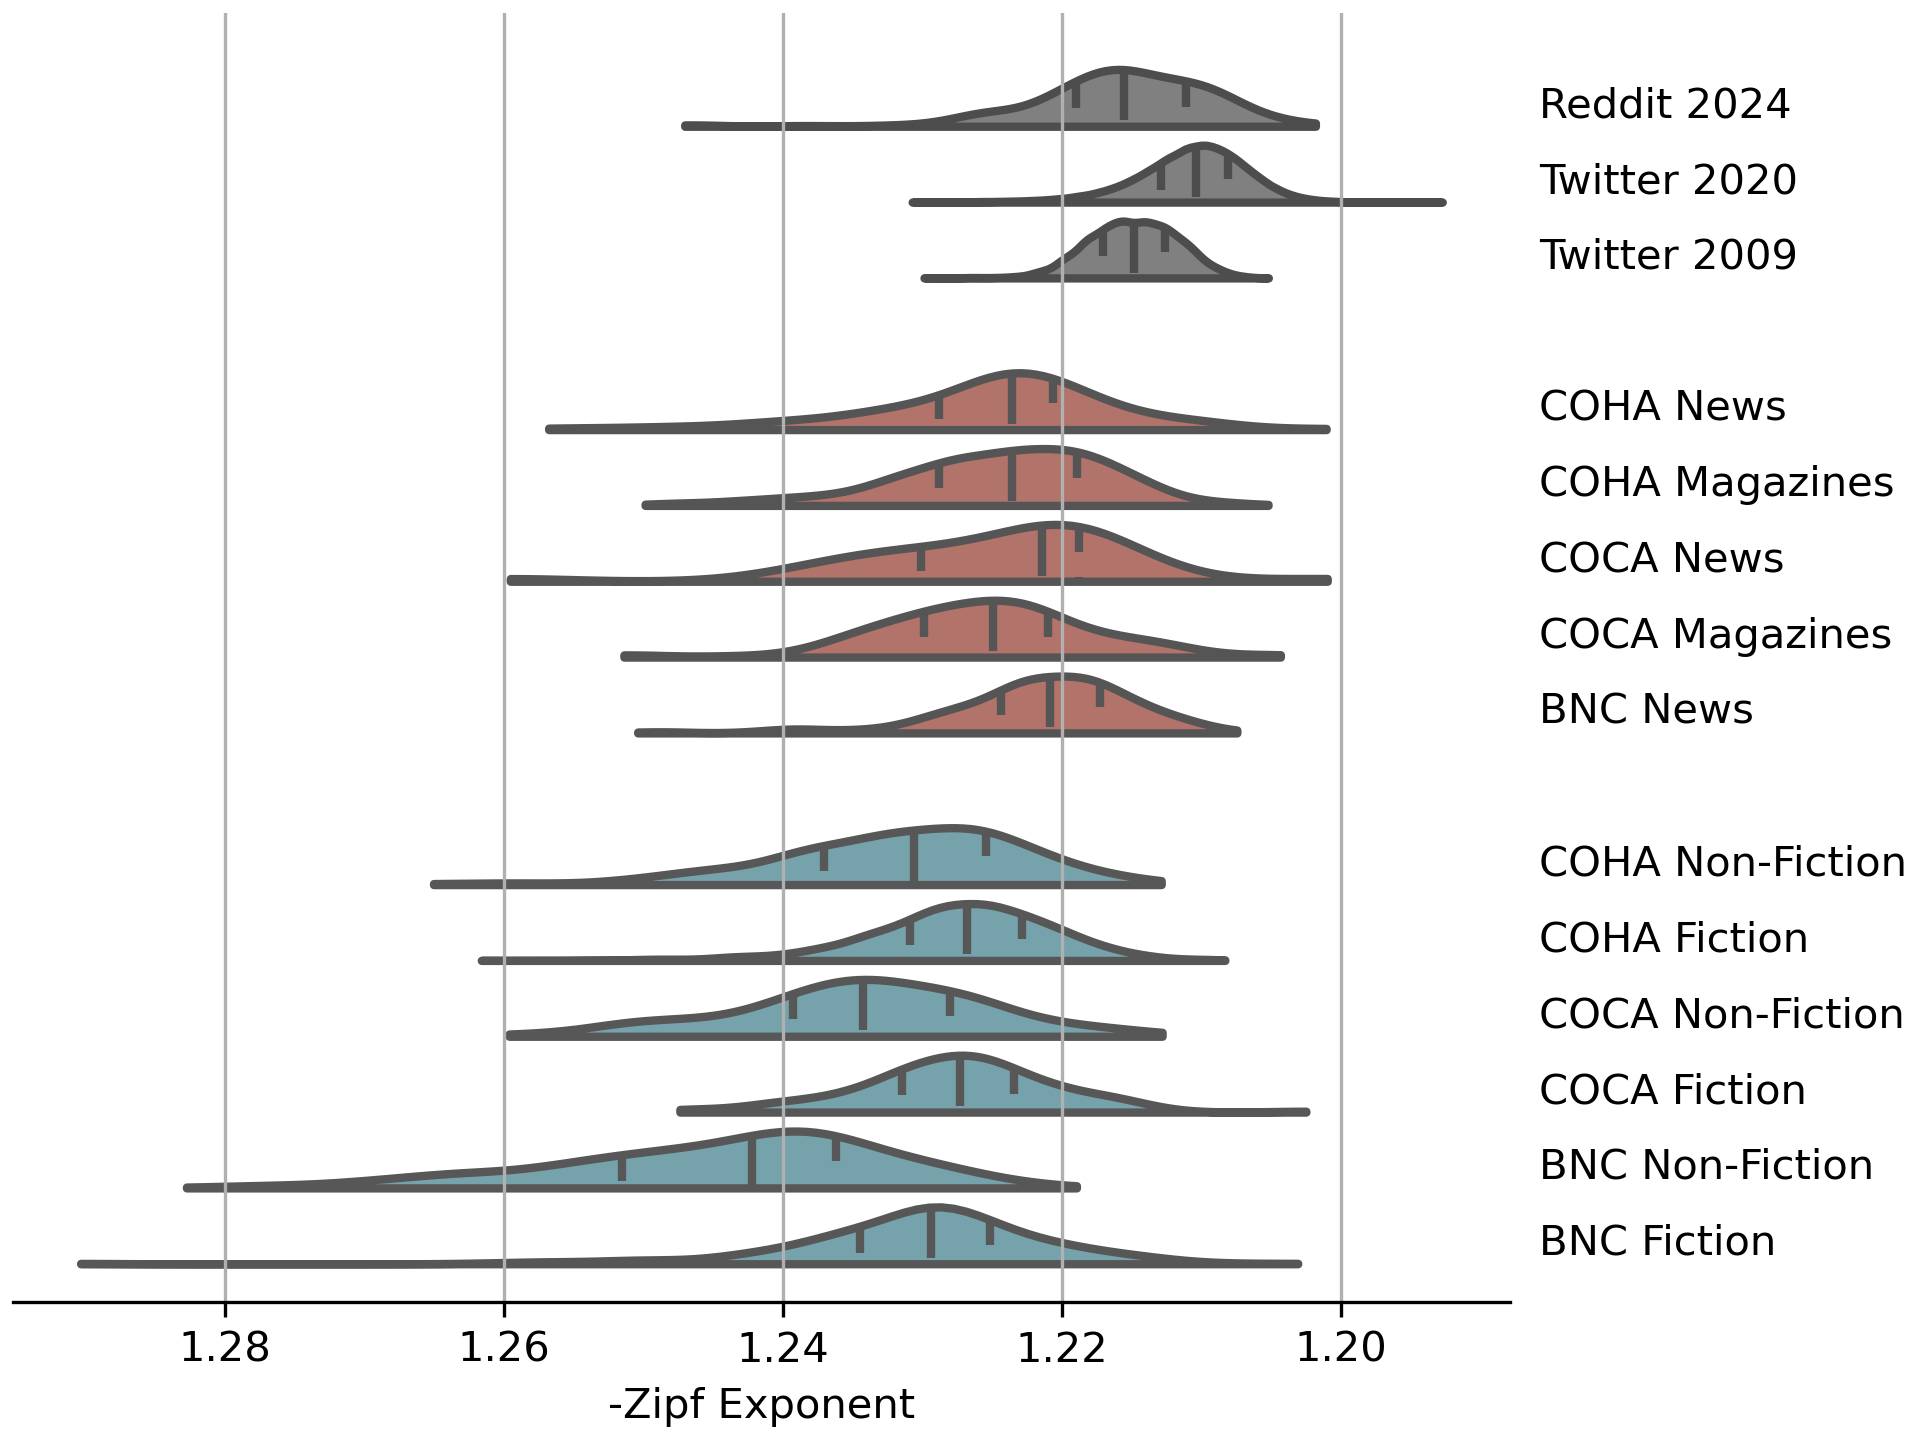 Reddit 2024
Twitter 2020
Twitter 2009
COHA News
COHA Magazines
COCA News
COCA Magazines
BNC News
COHA Non-Fiction
COHA Fiction
COCA Non-Fiction
COCA Fiction
BNC Non-Fiction
BNC Fiction
1.28 1.26 1.24 1.22 1.20
-Zipf Exponent